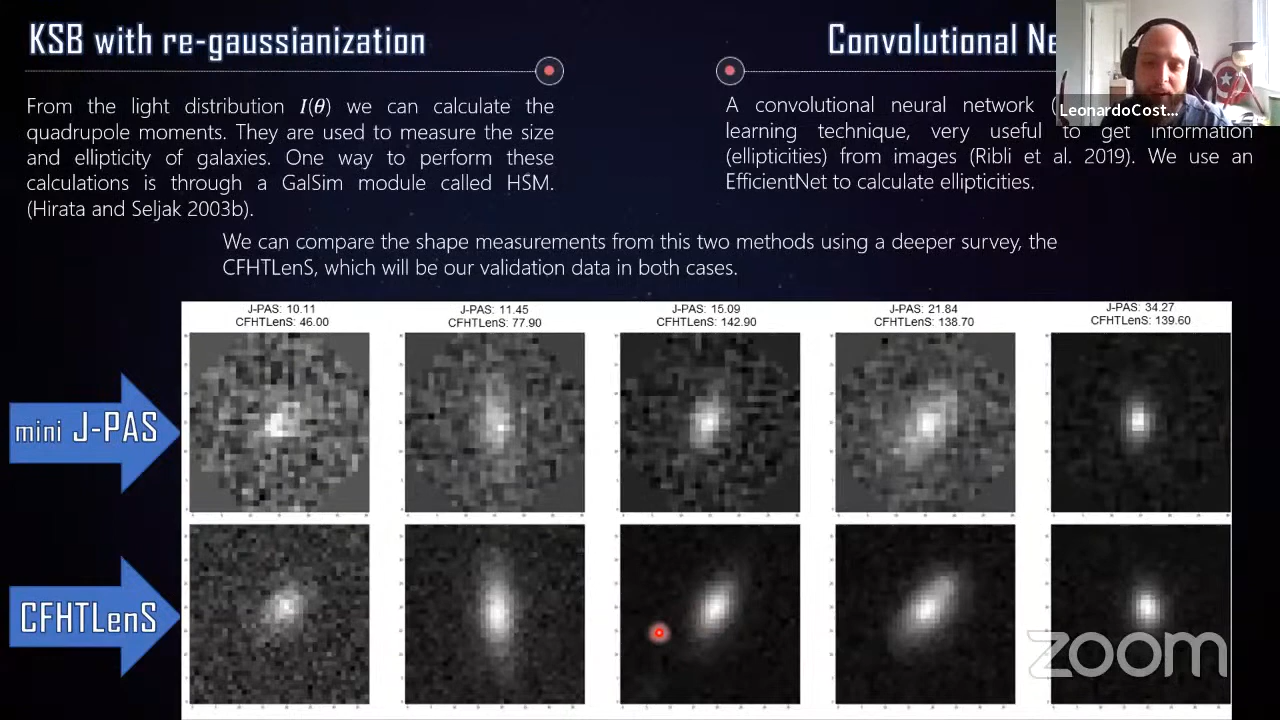 KSB with re-gaussianization
From the light distribution I(θ) we can calculate the
quadrupole moments. They are used to measure the size
and ellipticity of galaxies. One way to perform these
calculations is through a GalSim module called HSM.
(Hirata and Seljak 2003b).
Convolutional Ne
A convolutional neural network (
learning technique, very useful to get information
(ellipticities) from images (Ribli et al. 2019). We use an
EfficientNet to calculate ellipticities.
LeonardoCost...
We can compare the shape measurements from this two methods using a deeper survey, the
CFHTLenS, which will be our validation data in both cases.
J-PAS: 10.11
CFHTLenS: 46.00
J-PAS: 11.45
CFHTLenS: 77.90
J-PAS: 15.09
CFHTLenS: 142.90
J-PAS: 21.84
CFHTLenS: 138.70
J-PAS: 34.27
CFHTLenS: 139.60
mini J-PAS
CFHTLenS
zoom